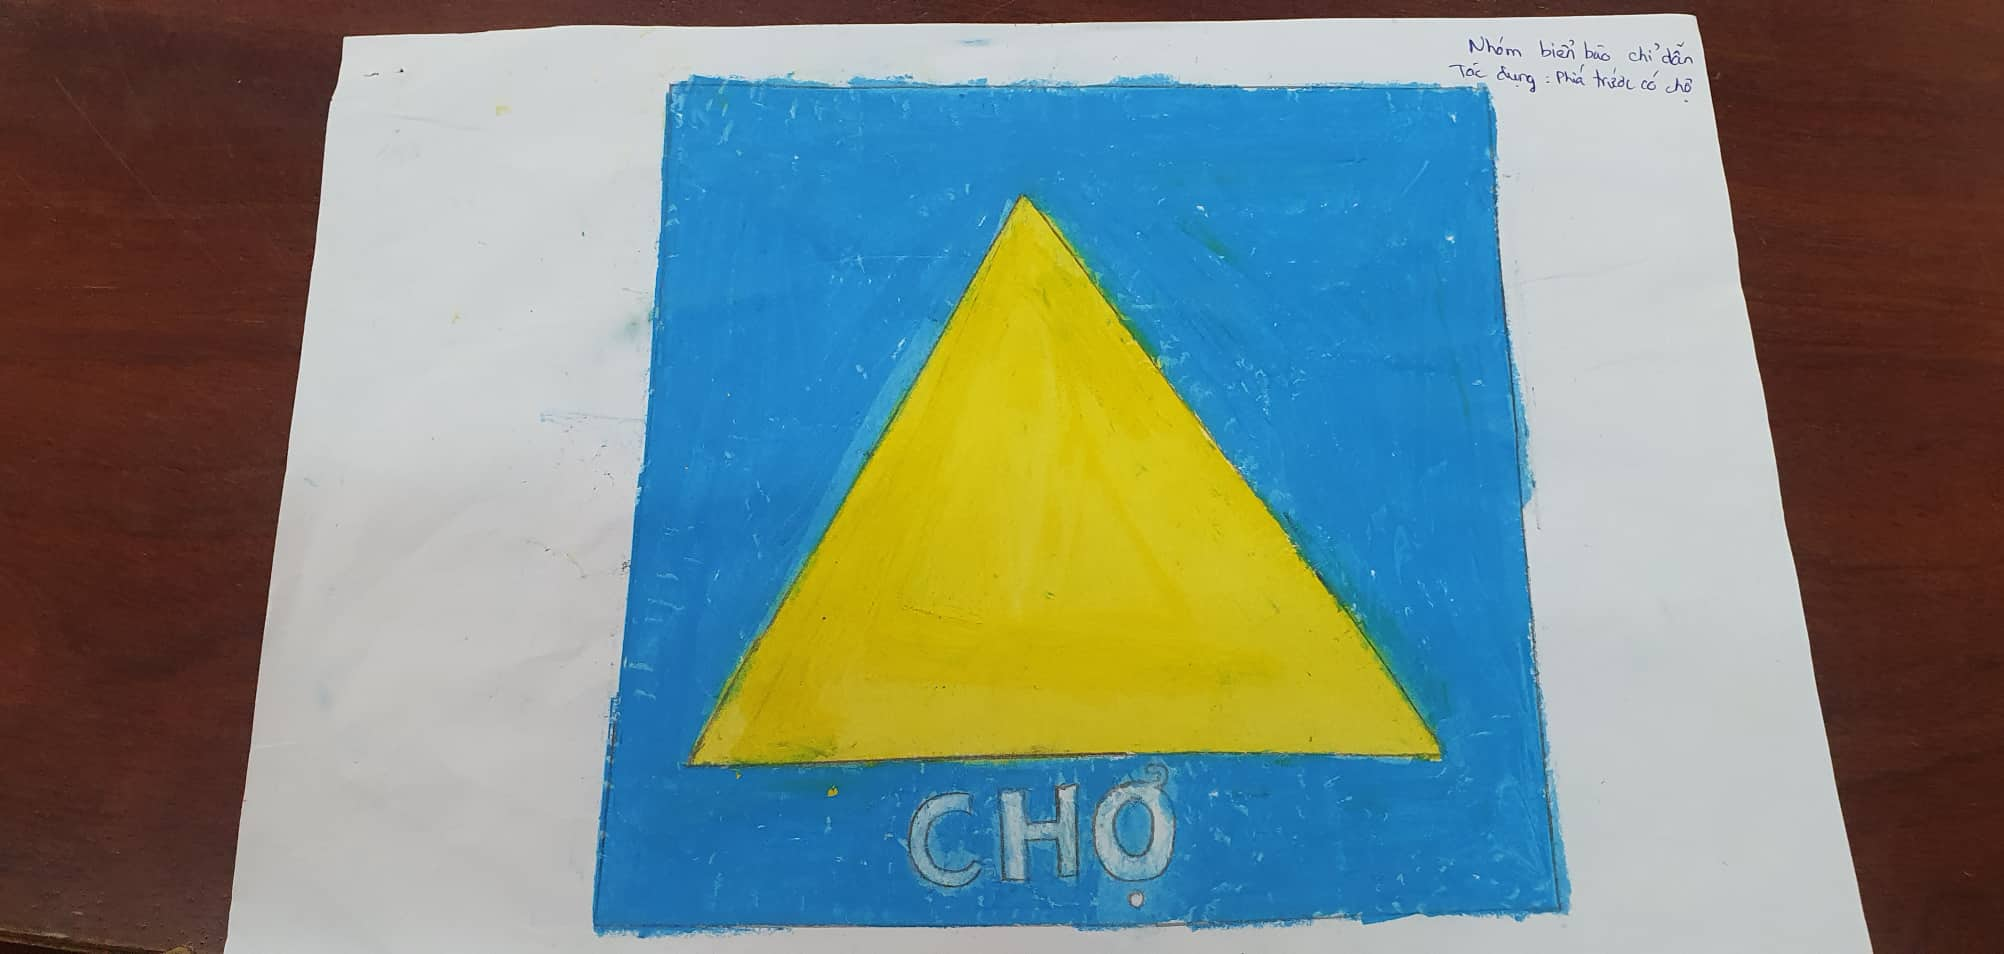 Nhóm biển báo chỉ dẫn
Tác dụng : Phía trước có chợ
CHỢ